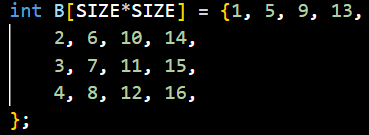 int B[SIZE*SIZE] = {1, 5, 9, 13,
2, 6, 10, 14,
3, 7, 11, 15,
4, 8, 12, 16,
};